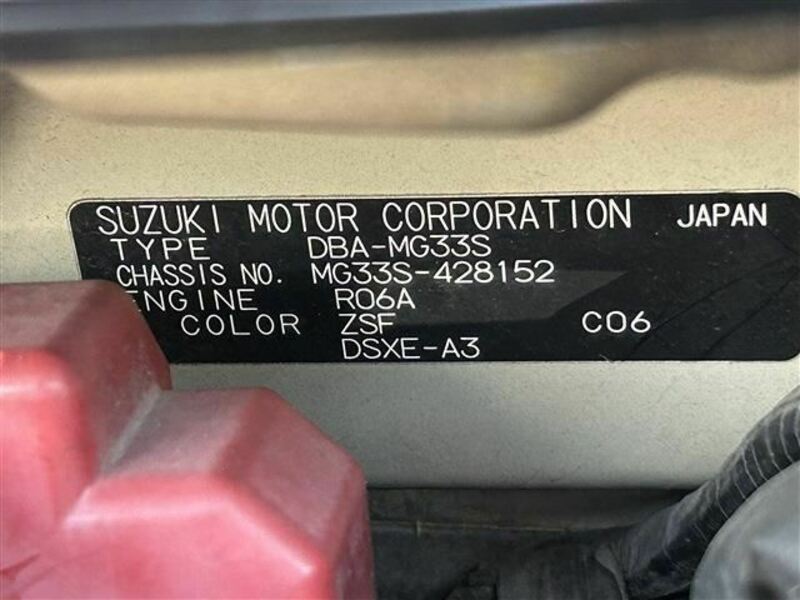 SUZUKI MOTOR CORPORATION JAPAN
TYPE DBA-MG33S
CHASSIS NO. MG33S-428152
ENGINE R06A
COLOR ZSF C06
DSXE-A3